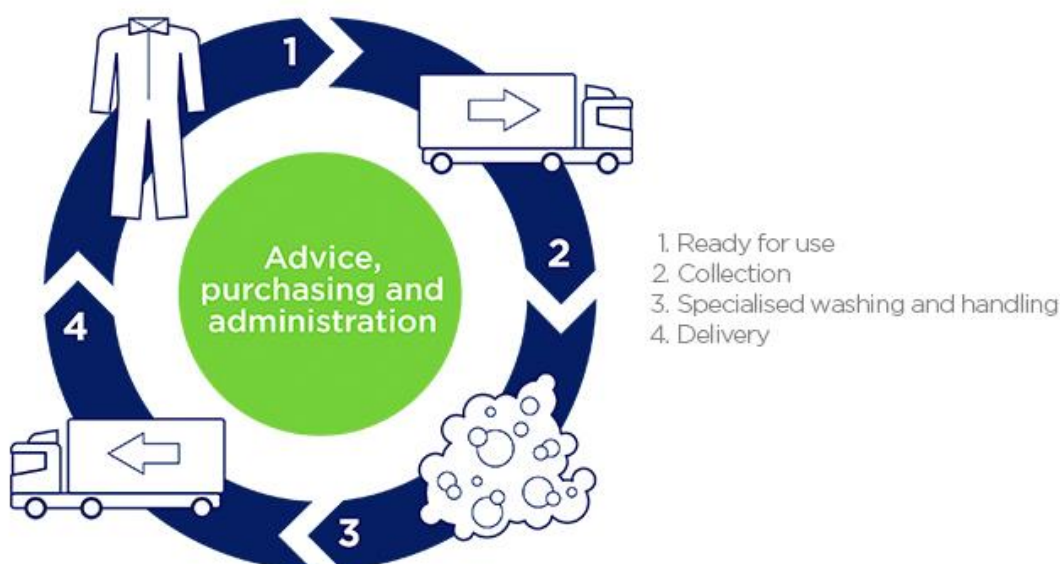 1
2
3
4
Advice,
purchasing and
administration
1. Ready for use
2. Collection
3. Specialised washing and handling
4. Delivery